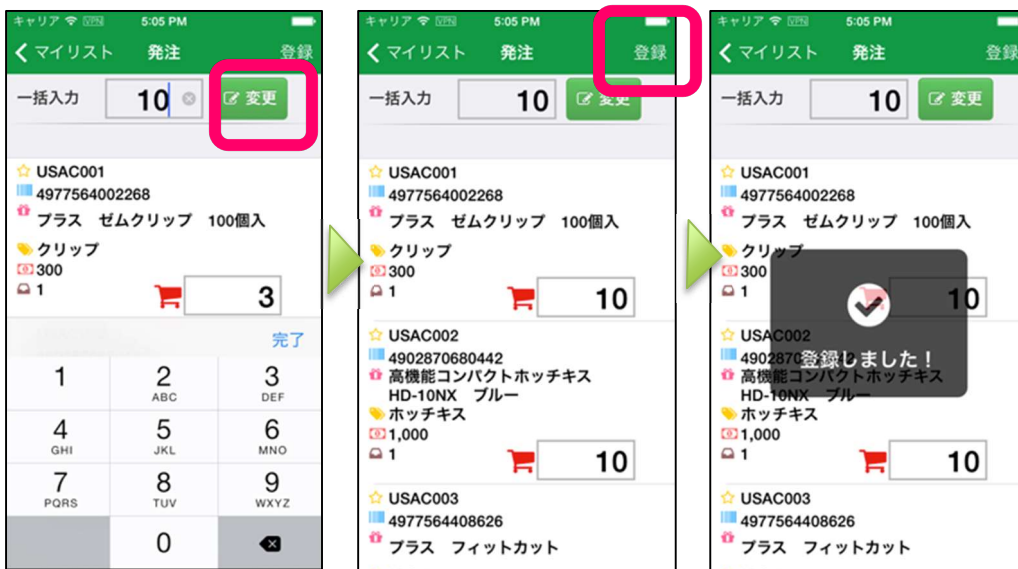 キャリア VPN 5:05 PM
マイリスト 発注 登録
一括入力 10 変更
USAC001
4977564002268
プラス ゼムクリップ 100個入
クリップ
300
1 3
完了
1 2 3
ABC DEF
4 5 6
GHI JKL MNO
7 8 9
PQRS TUV WXYZ
0
キャリア VPN 5:05 PM
マイリスト 発注 登録
一括入力 10 変更
USAC001
4977564002268
プラス ゼムクリップ 100個入
クリップ
300
1 10
USAC002
4902870680442
高機能コンパクトホッチキス
HD-10NX ブルー
ホッチキス
1,000
1 10
USAC003
4977564408626
プラス フィットカット
キャリア VPN 5:05 PM
マイリスト 発注 登録
一括入力 10 変更
USAC001
4977564002268
プラス ゼムクリップ 100個入
クリップ
300
1 10
USAC002
登録しました！
高機能コンパクトホッチキス
HD-10NX ブルー
ホッチキス
1,000
1 10
USAC003
4977564408626
プラス フィットカット